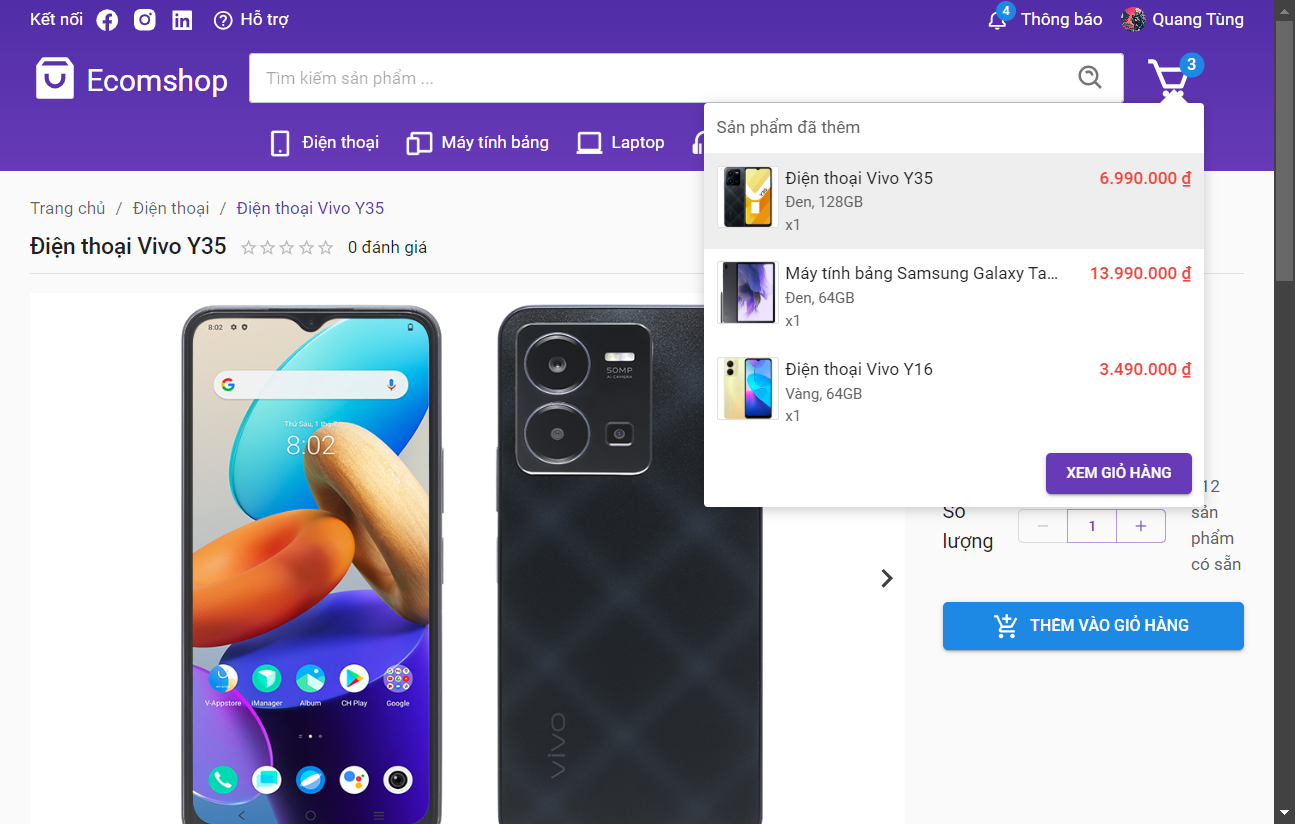 Kết nối
Hỗ trợ
4
Thông báo
Quang Tùng
Ecomshop
Tìm kiếm sản phẩm ...
3
Điện thoại
Máy tính bảng
Laptop
Sản phẩm đã thêm
Điện thoại Vivo Y35
6.990.000 ₫
Đen, 128GB
x1
Máy tính bảng Samsung Galaxy Ta...
13.990.000 ₫
Đen, 64GB
x1
Điện thoại Vivo Y16
3.490.000 ₫
Vàng, 64GB
x1
XEM GIỎ HÀNG
Trang chủ / Điện thoại / Điện thoại Vivo Y35
Điện thoại Vivo Y35
0 đánh giá
8:02
Thứ Sáu, 1 thg
8:02
V-Appstore
iManager
Album
CH Play
Google
50MP
AI CAMERA
vivo
Số
lượng
1
12
sản
phẩm
có sẵn
THÊM VÀO GIỎ HÀNG